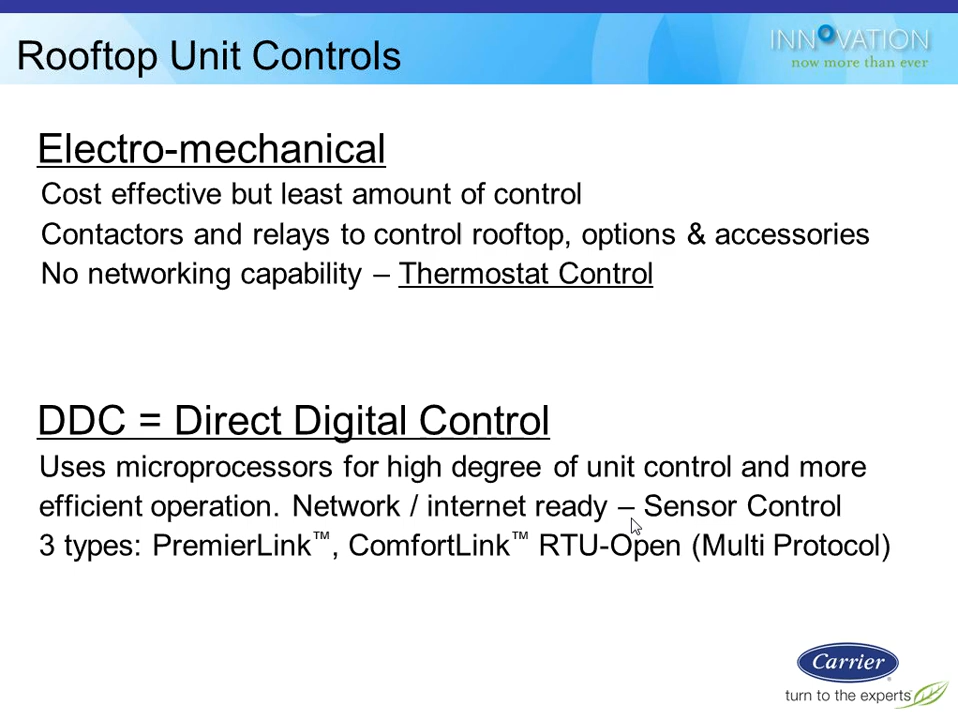 Rooftop Unit Controls
INNOVATION
now more than ever
Electro-mechanical
Cost effective but least amount of control
Contactors and relays to control rooftop, options & accessories
No networking capability – Thermostat Control
DDC = Direct Digital Control
Uses microprocessors for high degree of unit control and more
efficient operation. Network / internet ready – Sensor Control
3 types: PremierLink™, ComfortLink™ RTU-Open (Multi Protocol)
Carrier
turn to the experts